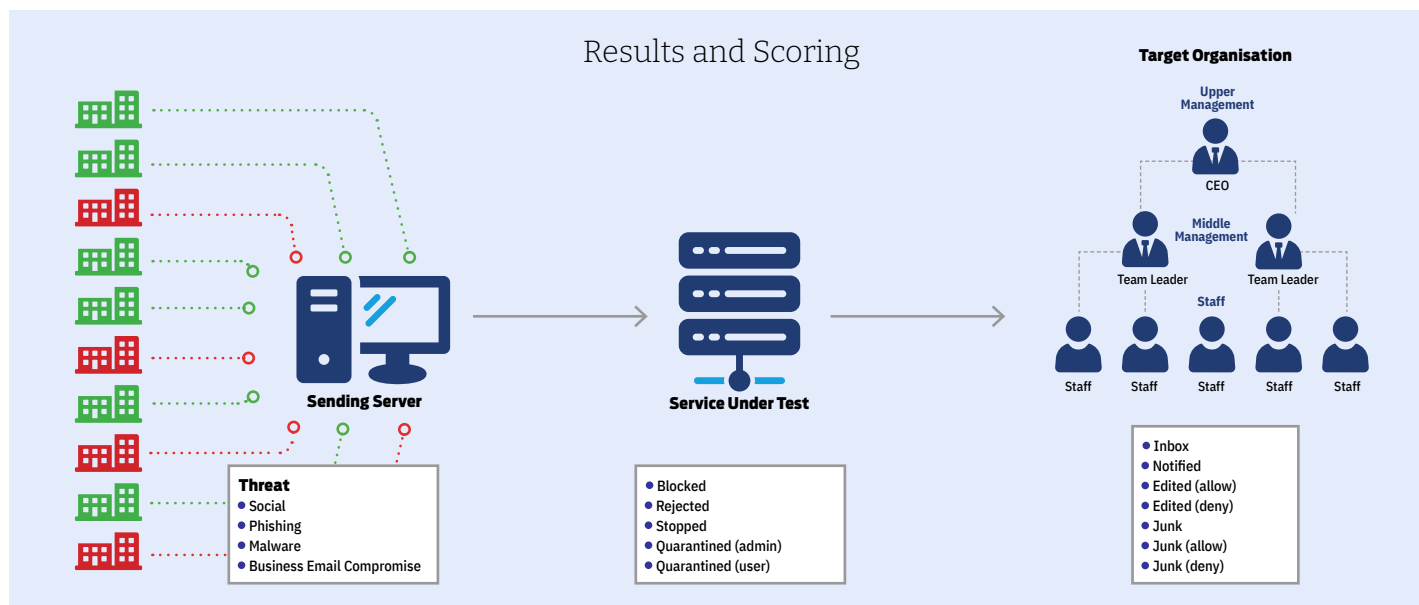 Results and Scoring
Target Organisation
Upper
Management
CEO
Middle
Management
Team Leader
Team Leader
Staff
Staff
Staff
Staff
Staff
Staff
Sending Server
Service Under Test
Threat
Social
Phishing
Malware
Business Email Compromise
Blocked
Rejected
Stopped
Quarantined (admin)
Quarantined (user)
Inbox
Notified
Edited (allow)
Edited (deny)
Junk
Junk (allow)
Junk (deny)